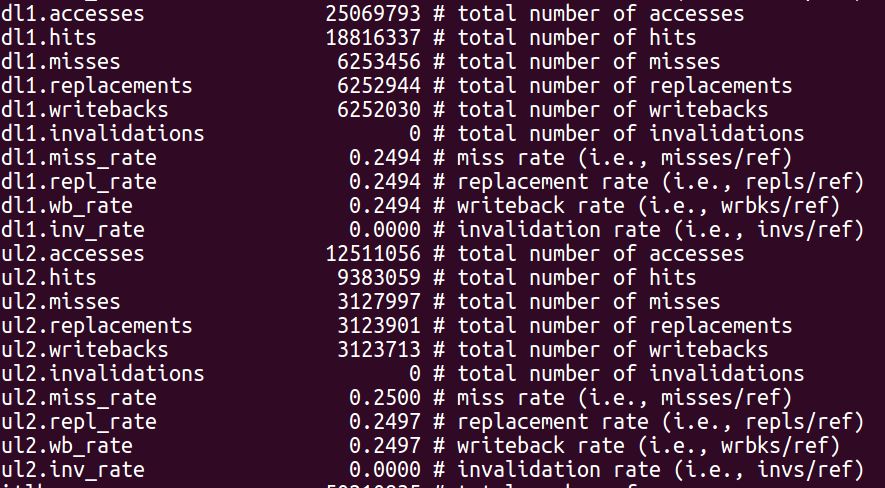 dl1.accesses 25069793 # total number of accesses
dl1.hits 18816337 # total number of hits
dl1.misses 6253456 # total number of misses
dl1.replacements 6252944 # total number of replacements
dl1.writebacks 6252030 # total number of writebacks
dl1.invalidations 0 # total number of invalidations
dl1.miss_rate 0.2494 # miss rate (i.e., misses/ref)
dl1.repl_rate 0.2494 # replacement rate (i.e., repls/ref)
dl1.wb_rate 0.2494 # writeback rate (i.e., wrbks/ref)
dl1.inv_rate 0.0000 # invalidation rate (i.e., invs/ref)
ul2.accesses 12511056 # total number of accesses
ul2.hits 9383059 # total number of hits
ul2.misses 3127997 # total number of misses
ul2.replacements 3123901 # total number of replacements
ul2.writebacks 3123713 # total number of writebacks
ul2.invalidations 0 # total number of invalidations
ul2.miss_rate 0.2500 # miss rate (i.e., misses/ref)
ul2.repl_rate 0.2497 # replacement rate (i.e., repls/ref)
ul2.wb_rate 0.2497 # writeback rate (i.e., wrbks/ref)
ul2.inv_rate 0.0000 # invalidation rate (i.e., invs/ref)